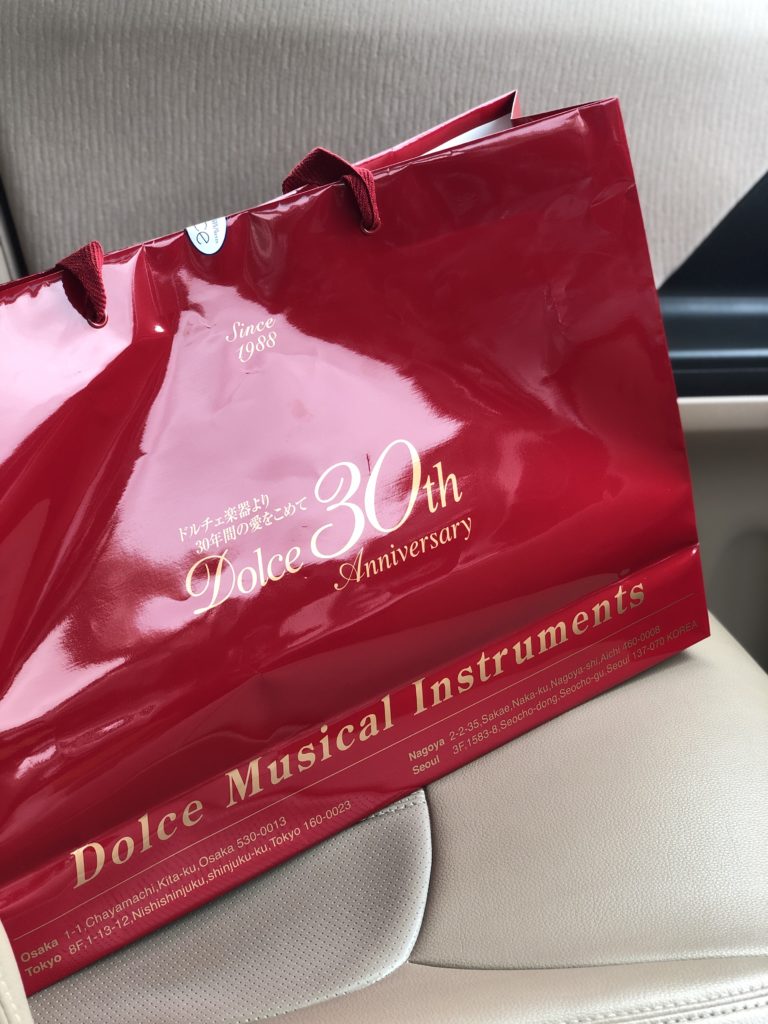 Since
1988
ドルチェ楽器より
30年間の愛をこめて
Dolce 30th
Anniversary
Dolce Musical Instruments
Osaka 1-1,Chayamachi,Kita-ku,Osaka 530-0013
Tokyo 8F,1-13-12,Nishishinjuku,shinjuku-ku,Tokyo 160-0023
Nagoya 2-2-35,Sakae,Naka-ku,Nagoya-shi,Aichi 460-0008
Seoul 3F,1583-8,Seocho-dong,Seocho-gu,Seoul 137-070 KOREA